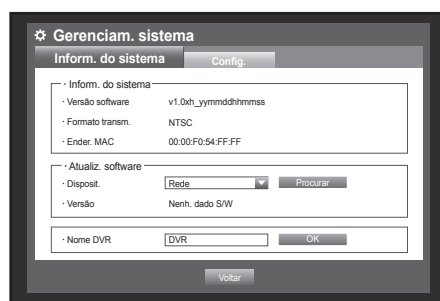 Gerenciam. sistema
Inform. do sistema Config.
· Inform. do sistema
· Versão software v1.0xh_yymmddhhmmss
· Formato transm. NTSC
· Ender. MAC 00:00:F0:54:FF:FF
· Atualiz. software
· Disposit. Rede Procurar
· Versão Nenh. dado S/W
· Nome DVR DVR OK
Voltar